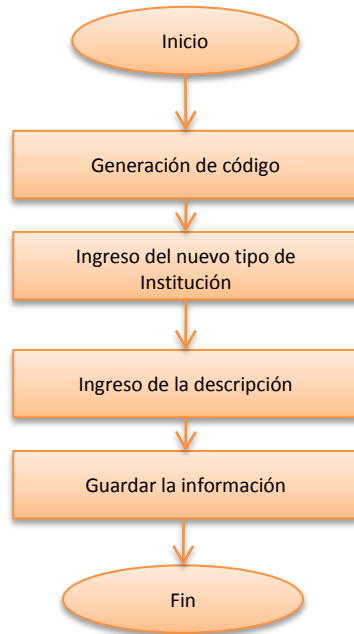 Inicio
Generación de código
Ingreso del nuevo tipo de
Institución
Ingreso de la descripción
Guardar la información
Fin